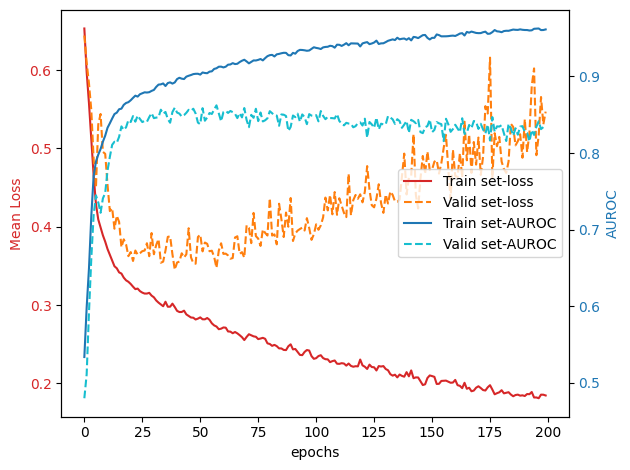 0.6
0.5
0.4
0.3
0.2
Mean Loss
0.9
0.8
0.7
0.6
0.5
AUROC
Train set-loss
Valid set-loss
Train set-AUROC
Valid set-AUROC
0 25 50 75 100 125 150 175 200
epochs